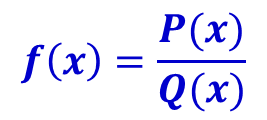 f(x) = P(x) / Q(x)